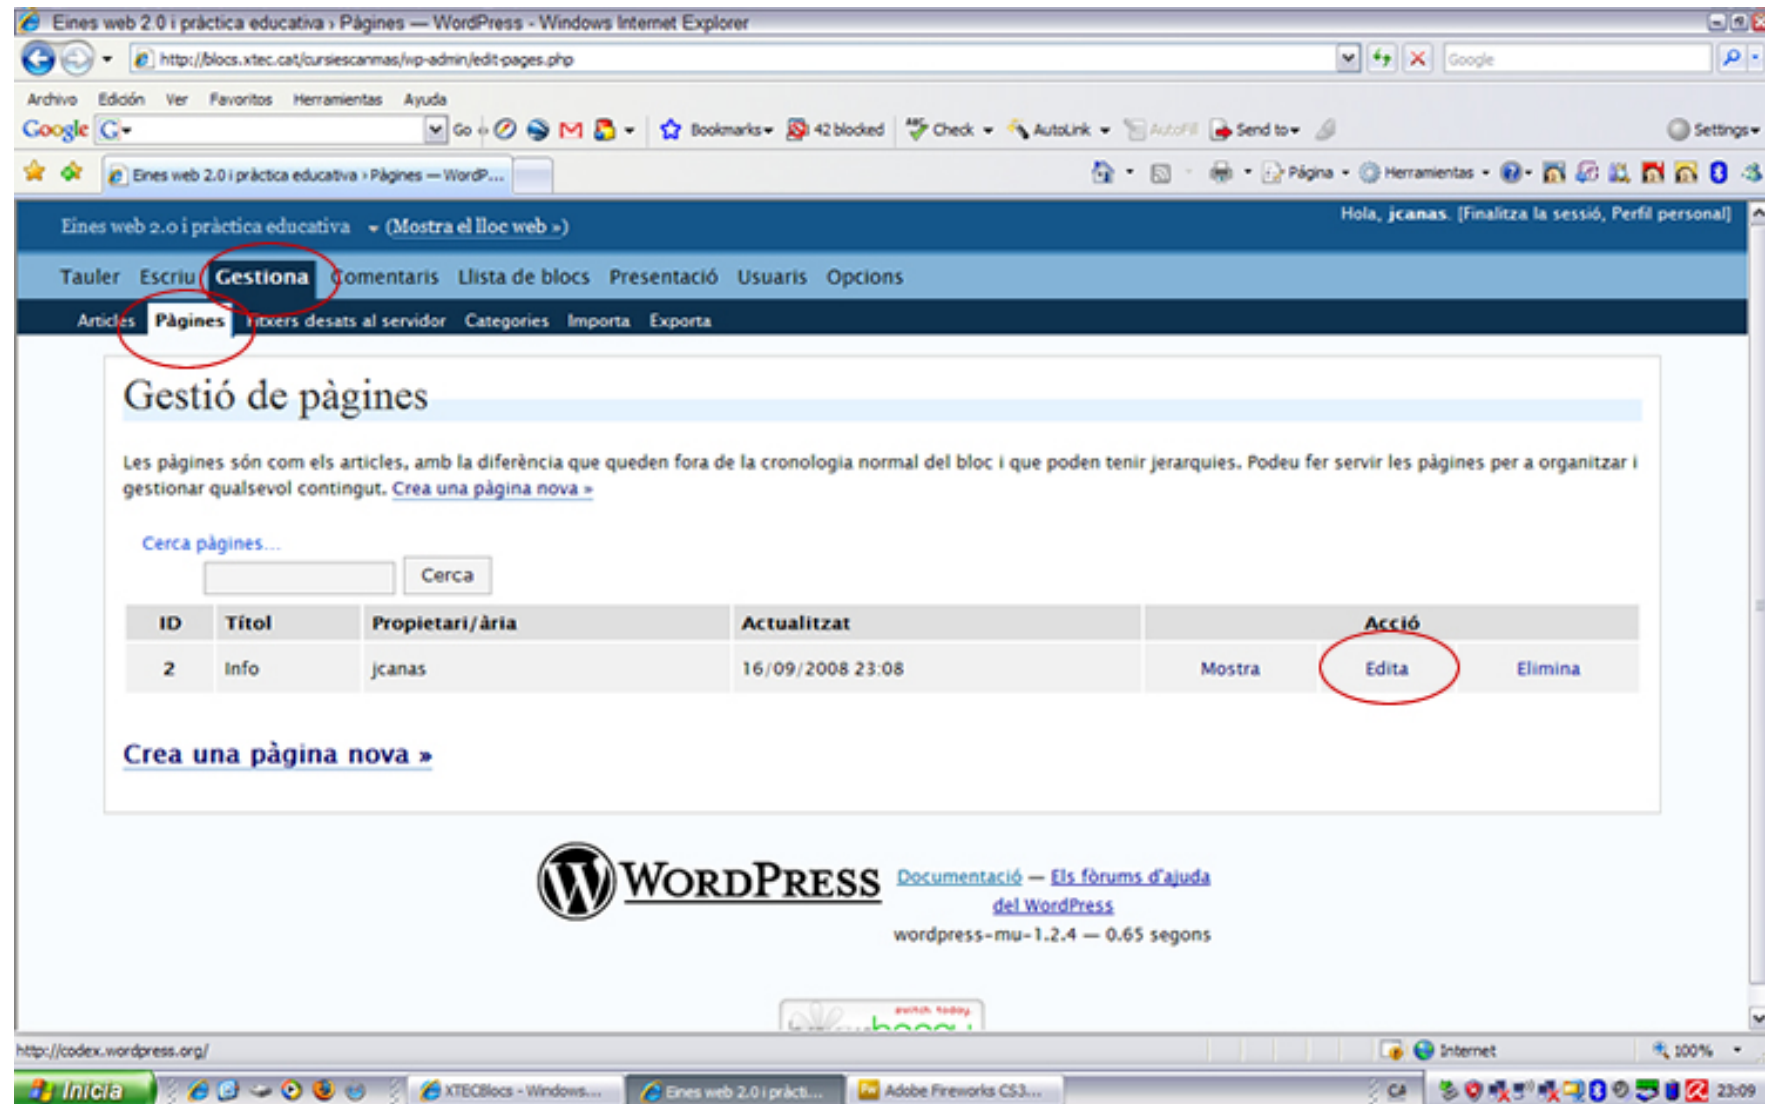 Eines web 2.0 i pràctica educativa › Pàgines — WordPress - Windows Internet Explorer
http://blocs.xtec.cat/cursiescanmas/wp-admin/edit-pages.php
Google
Archivo Edición Ver Favoritos Herramientas Ayuda
Google G Go Bookmarks 42 blocked Check AutoLink AutoFill Send to Settings
Eines web 2.0 i pràctica educativa › Pàgines — WordP... Página Herramientas
Eines web 2.0 i pràctica educativa (Mostra el lloc web »)
Hola, jcanas. [Finalitza la sessió, Perfil personal]
Tauler Escriu Gestiona Comentaris Llista de blocs Presentació Usuaris Opcions
Articles Pàgines Fitxers desats al servidor Categories Importa Exporta
Gestió de pàgines
Les pàgines són com els articles, amb la diferència que queden fora de la cronologia normal del bloc i que poden tenir jerarquies. Podeu fer servir les pàgines per a organitzar i
gestionar qualsevol contingut. Crea una pàgina nova »
Cerca pàgines...
Cerca
ID Títol Propietari/ària Actualitzat Acció
2 Info jcanas 16/09/2008 23:08 Mostra Edita Elimina
Crea una pàgina nova »
WORDPRESS Documentació — Els fòrums d'ajuda
del WordPress
wordpress-mu-1.2.4 — 0.65 segons
switch today.
http://codex.wordpress.org/ Internet 100%
Inicia XTECBlocs - Windows... Eines web 2.0 i pràcti... Adobe Fireworks CS3... CA 23:09